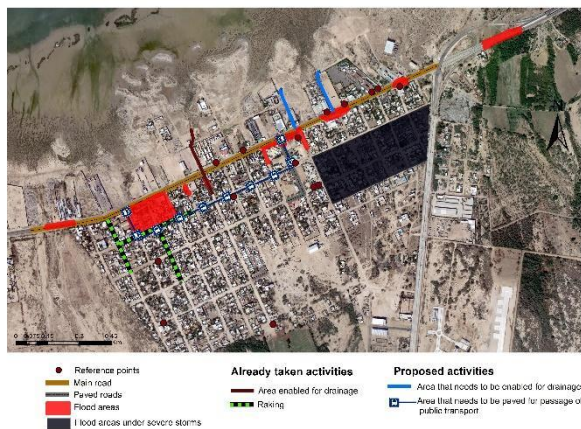 Reference points
Main road
Paved roads
Flood areas
Flood areas under severe storms
Already taken activities
Area enabled for drainage
Raking
Proposed activities
Area that needs to be enabled for drainage
Area that needs to be paved for passage of
public transport